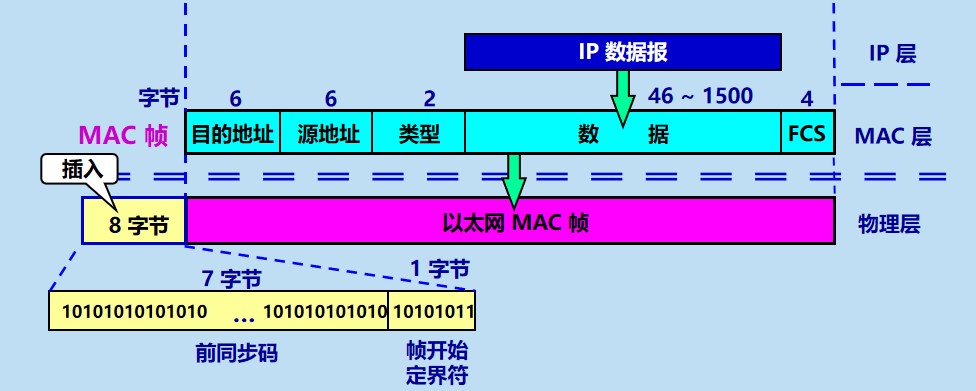 IP 数据报
IP 层
字节
6
6
2
46 ~ 1500
4
MAC 帧
目的地址
源地址
类型
数 据
FCS
MAC 层
插入
8 字节
以太网 MAC 帧
物理层
7 字节
1 字节
10101010101010 ... 101010101010
10101011
前同步码
帧开始
定界符